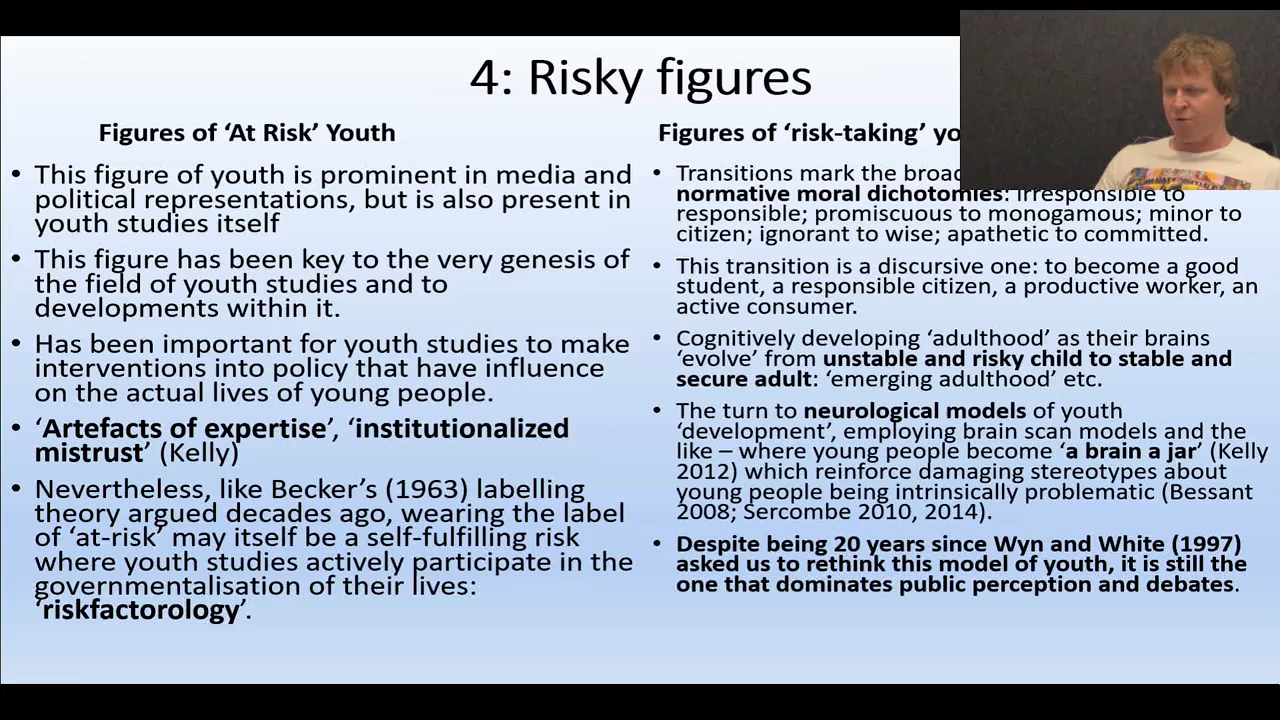 4: Risky figures
Figures of ‘At Risk’ Youth
• This figure of youth is prominent in media and
political representations, but is also present in
youth studies itself
• This figure has been key to the very genesis of
the field of youth studies and to
developments within it.
• Has been important for youth studies to make
interventions into policy that have influence
on the actual lives of young people.
• ‘Artefacts of expertise’, ‘institutionalized
mistrust’ (Kelly)
• Nevertheless, like Becker’s (1963) labelling
theory argued decades ago, wearing the label
of ‘at-risk’ may itself be a self-fulfilling risk
where youth studies actively participate in the
governmentalisation of their lives:
‘riskfactorology’.
Figures of ‘risk-taking’
• Transitions mark the
normative moral dichotomies: irresponsible to
responsible; promiscuous to monogamous; minor to
citizen; ignorant to wise; apathetic to committed.
• This transition is a discursive one: to become a good
student, a responsible citizen, a productive worker, an
active consumer.
• Cognitively developing ‘adulthood’ as their brains
‘evolve’ from unstable and risky child to stable and
secure adult: ‘emerging adulthood’ etc.
• The turn to neurological models of youth
‘development’, employing brain scan models and the
like – where young people become ‘a brain a jar’ (Kelly
2012) which reinforce damaging stereotypes about
young people being intrinsically problematic (Bessant
2008; Sercombe 2010, 2014).
• Despite being 20 years since Wyn and White (1997)
asked us to rethink this model of youth, it is still the
one that dominates public perception and debates.